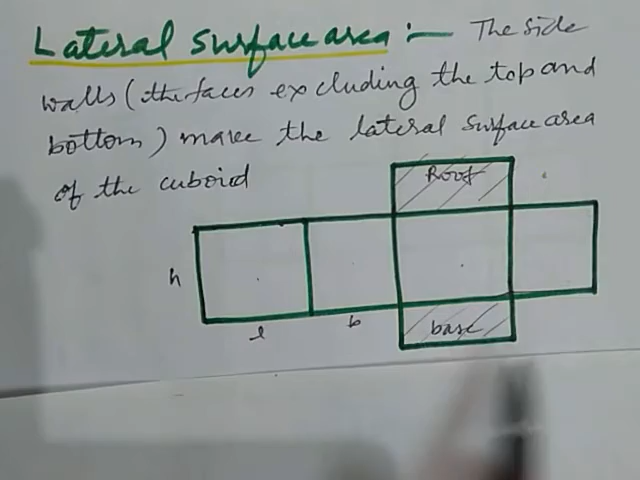 Lateral surface area :- The side
walls (the faces excluding the top and
bottom) make the lateral surface area
of the cuboid
Roof
h
l
b
base